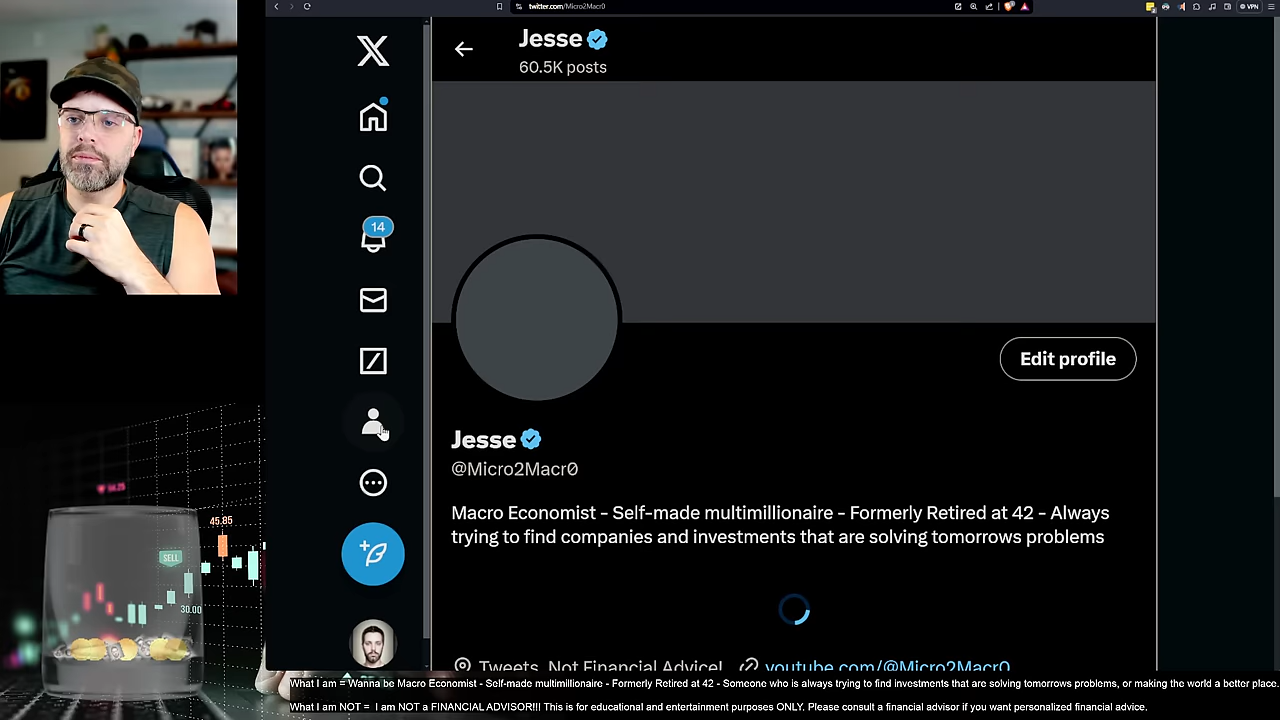 twitter.com/Micro2Macr0
VPN
Jesse
60.5K posts
14
Edit profile
Jesse
@Micro2Macr0
Macro Economist - Self-made multimillionaire - Formerly Retired at 42 - Always
trying to find companies and investments that are solving tomorrows problems
Tweets, Not Financial Advice!
youtube.com/@Micro2Macr0
45.85
SELL
30.00
What I am = Wanna be Macro Economist - Self-made multimillionaire - Formerly Retired at 42 - Someone who is always trying to find investments that are solving tomorrows problems, or making the world a better place.
What I am NOT = I am NOT a FINANCIAL ADVISOR!!! This is for educational and entertainment purposes ONLY. Please consult a financial advisor if you want personalized financial advice.